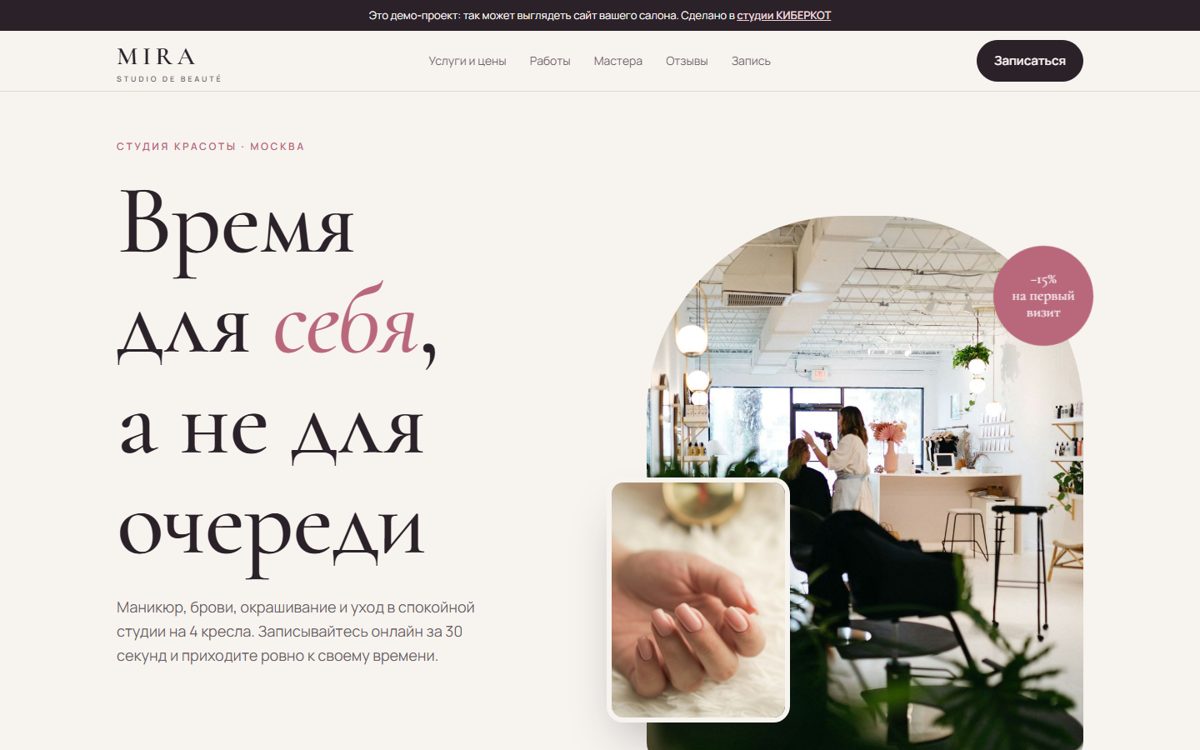 Это демо-проект: так может выглядеть сайт вашего салона. Сделано в студии КИБЕРКОТ
MIRA
STUDIO DE BEAUTÉ
Услуги и цены
Работы
Мастера
Отзывы
Запись
Записаться
СТУДИЯ КРАСОТЫ · МОСКВА
Время
для себя,
а не для
очереди
−15%
на первый
визит
Маникюр, брови, окрашивание и уход в спокойной
студии на 4 кресла. Записывайтесь онлайн за 30
секунд и приходите ровно к своему времени.